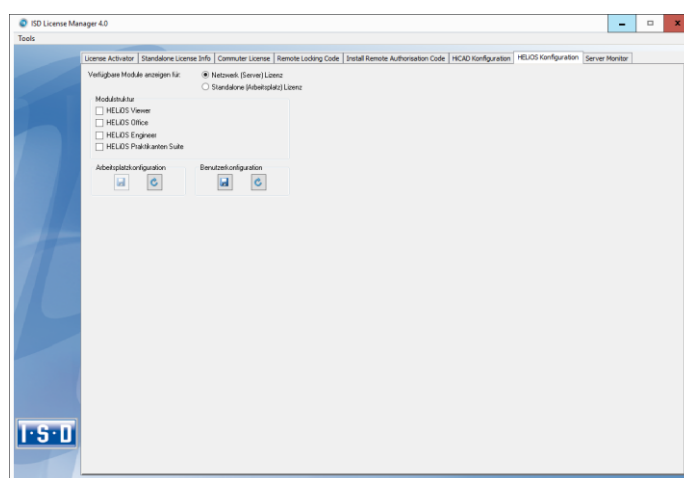 ISD License Manager 4.0
Tools
License Activator Standalone License Info Commuter License Remote Locking Code Install Remote Authorisation Code HiCAD Konfiguration HELiOS Konfiguration Server Monitor
Verfügbare Module anzeigen für: Netzwerk (Server) Lizenz
Standalone (Arbeitsplatz) Lizenz
Modulstruktur
HELiOS Viewer
HELiOS Office
HELiOS Engineer
HELiOS Praktikanten Suite
Arbeitsplatzkonfiguration Benutzerkonfiguration
I·S·D